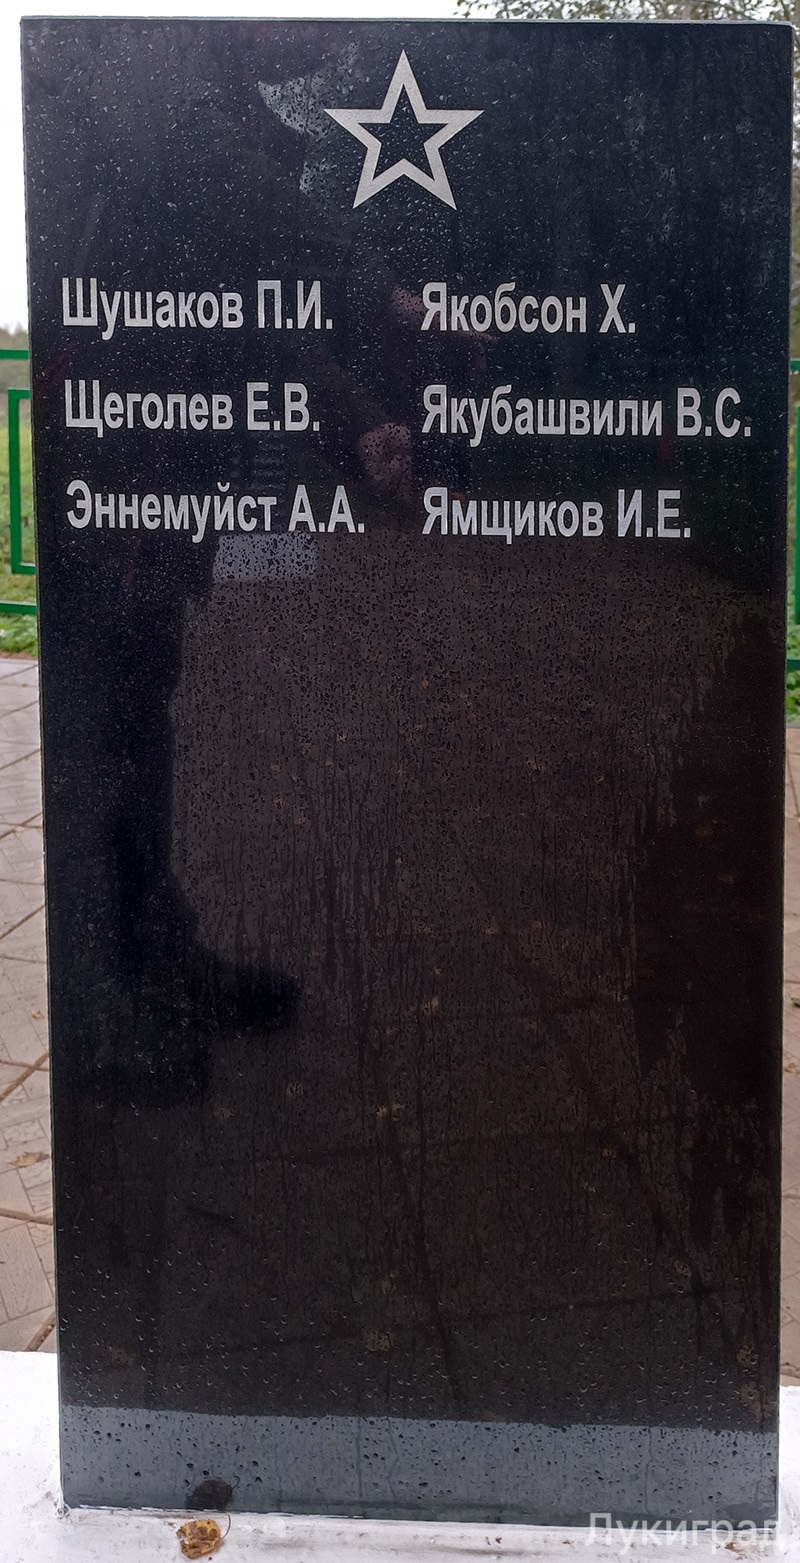 Шушаков П.И.
Щеголев Е.В.
Эннемуйст А.А.
Якобсон Х.
Якубашвили В.С.
Ямщиков И.Е.
Лукиград